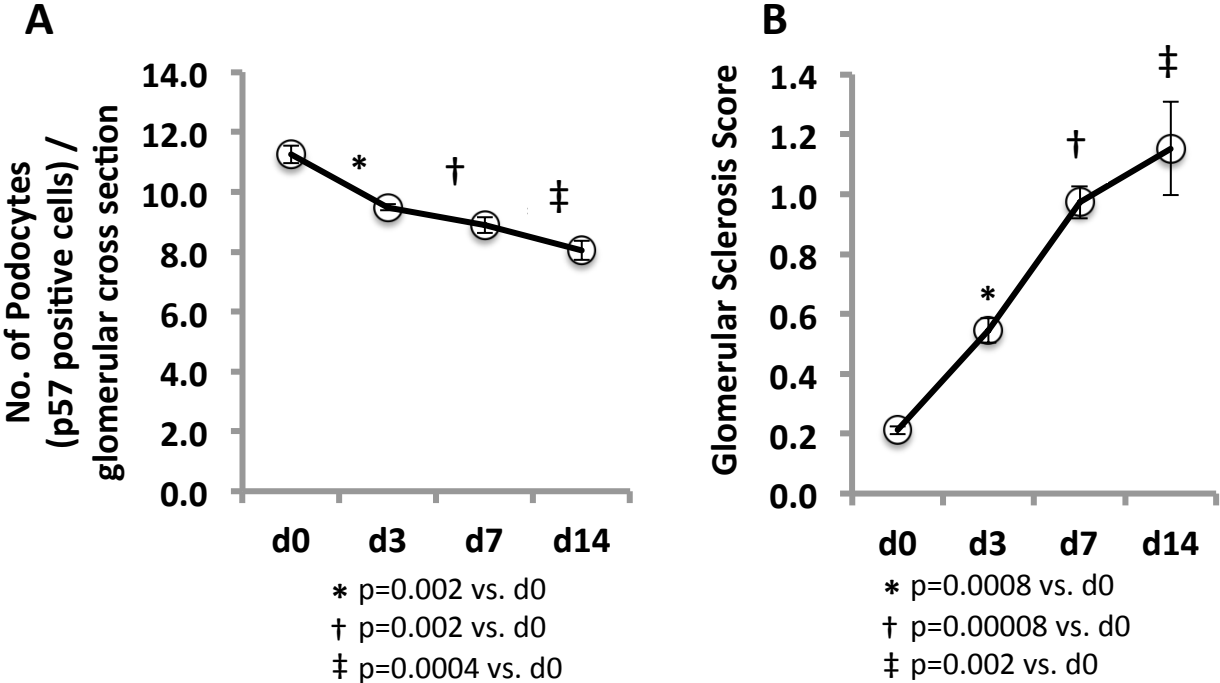 A
No. of Podocytes
(p57 positive cells) /
glomerular cross section
14.0
12.0
10.0
8.0
6.0
4.0
2.0
0.0
*
†
‡
d0 d3 d7 d14
* p=0.002 vs. d0
† p=0.002 vs. d0
‡ p=0.0004 vs. d0
B
Glomerular Sclerosis Score
1.4
1.2
1.0
0.8
0.6
0.4
0.2
0.0
*
†
‡
d0 d3 d7 d14
* p=0.0008 vs. d0
† p=0.00008 vs. d0
‡ p=0.002 vs. d0